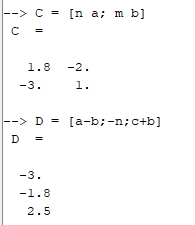 --> C = [n a; m b]
C =
1.8 -2.
-3. 1.
--> D = [a-b;-n;c+b]
D =
-3.
-1.8
2.5